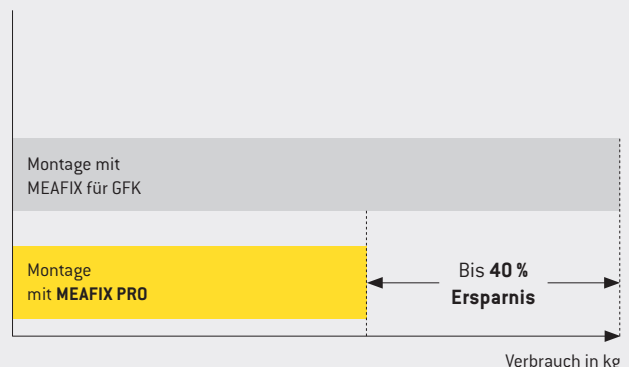 Montage mit
MEAFIX für GFK
Montage
mit MEAFIX PRO
Bis 40 %
Ersparnis
Verbrauch in kg